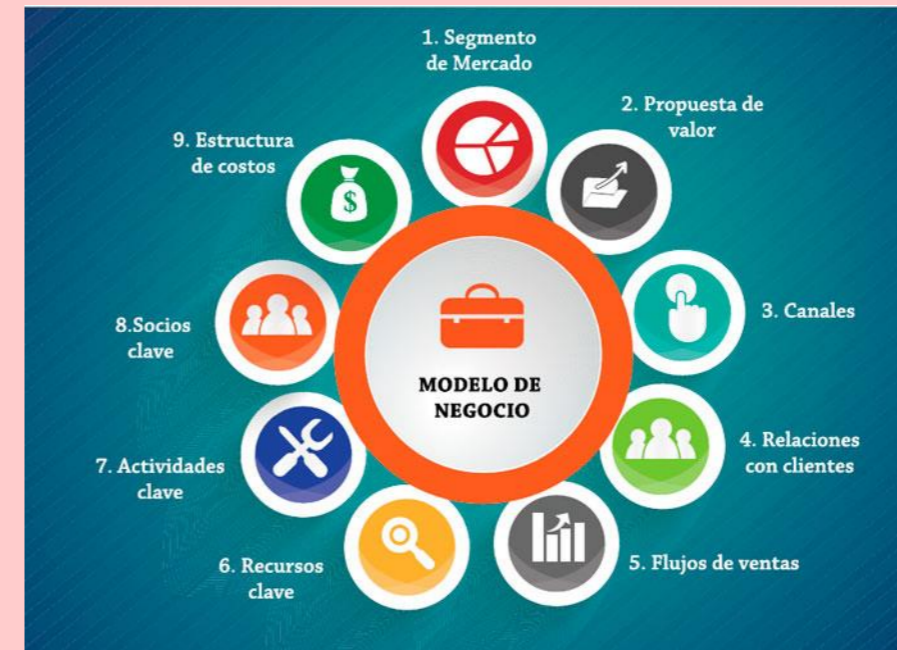 1. Segmento
de Mercado
2. Propuesta de
valor
3. Canales
4. Relaciones
con clientes
5. Flujos de ventas
6. Recursos
clave
7. Actividades
clave
8.Socios
clave
9. Estructura
de costos
$
MODELO DE
NEGOCIO